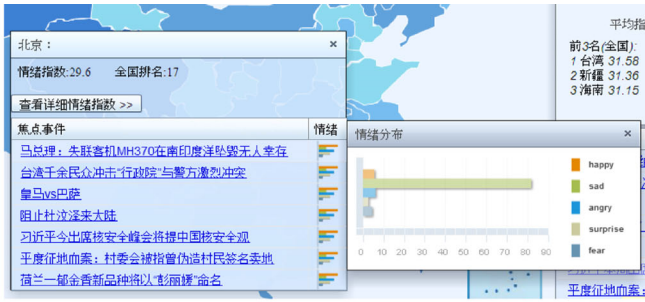 北京：
×
情绪指数:29.6 全国排名:17
查看详细情绪指数 >>
焦点事件 情绪
马总理：失联客机MH370在南印度洋坠毁无人幸存
台湾千余民众冲击“行政院”与警方激烈冲突
皇马vs巴萨
阻止杜汶泽来大陆
习近平今出席核安全峰会将提中国核安全观
平度征地血案：村委会被指曾伪造村民签名卖地
荷兰一郁金香新品种将以“彭丽媛”命名
情绪分布
×
happy
sad
angry
surprise
fear
0 10 20 30 40 50 60 70 80 90
平均指
前3名(全国):
1 台湾 31.58
2 新疆 31.36
3 海南 31.15
平度征地血案：